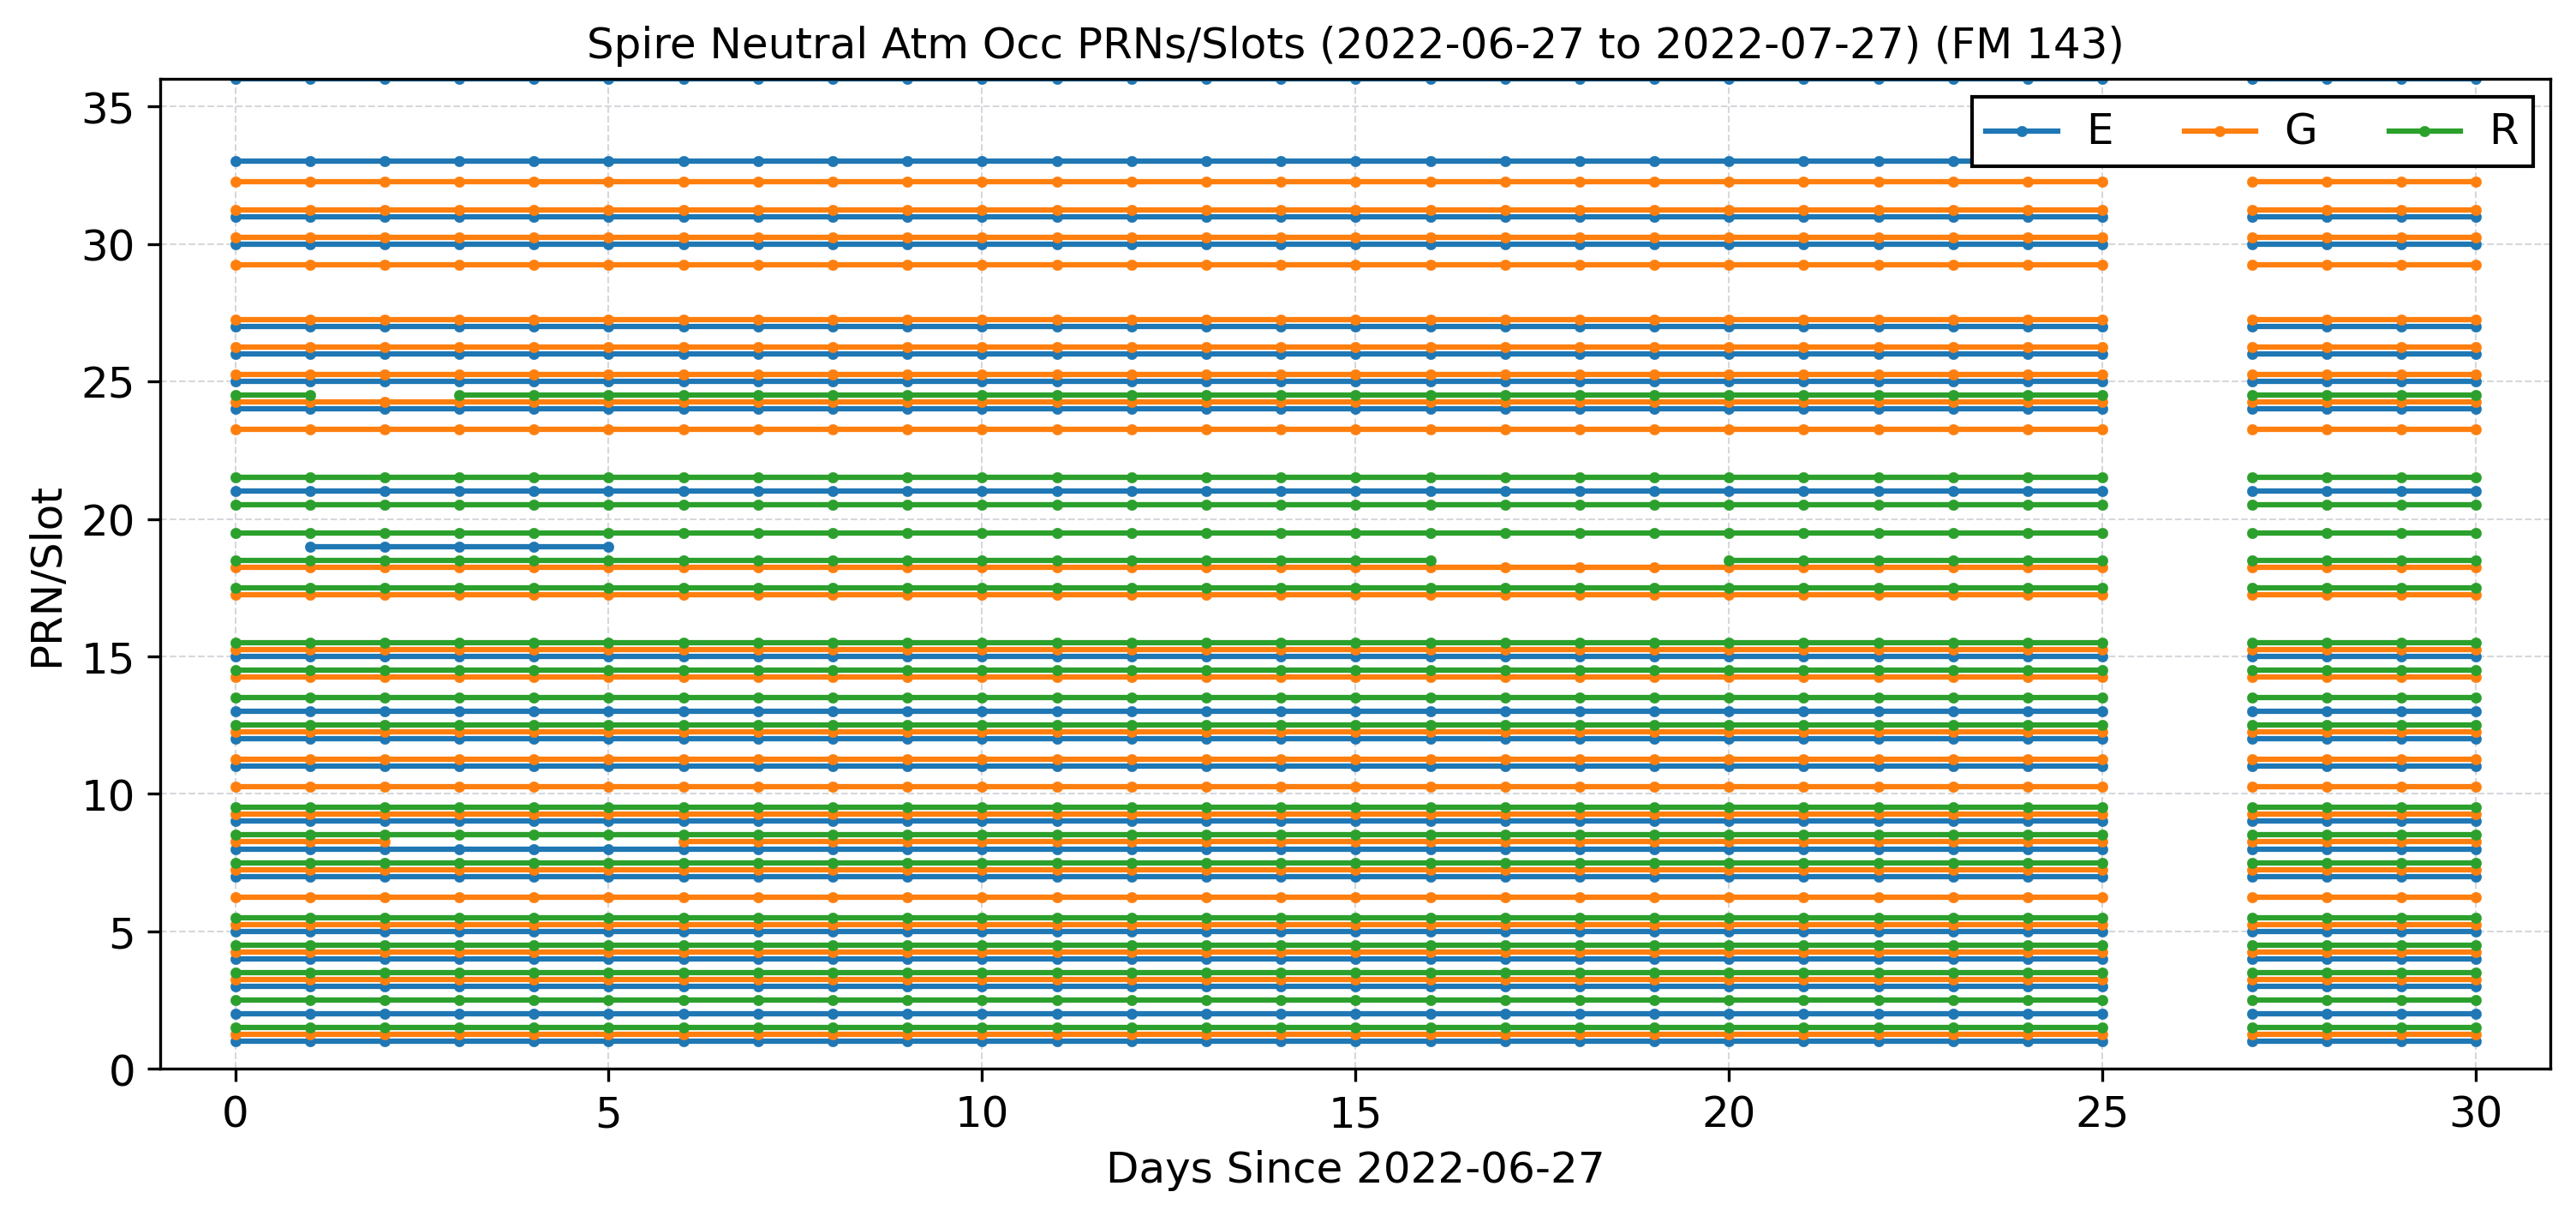 Spire Neutral Atm Occ PRNs/Slots (2022-06-27 to 2022-07-27) (FM 143)
E G R
PRN/Slot
35
30
25
20
15
10
5
0
0 5 10 15 20 25 30
Days Since 2022-06-27